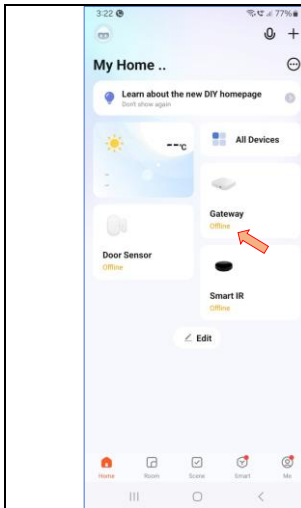 3:22
77%
My Home ..
Learn about the new DIY homepage
Don't show again
--°C
All Devices
Gateway
Offline
Door Sensor
Offline
Smart IR
Offline
Edit
Home
Room
Scene
Smart
Me